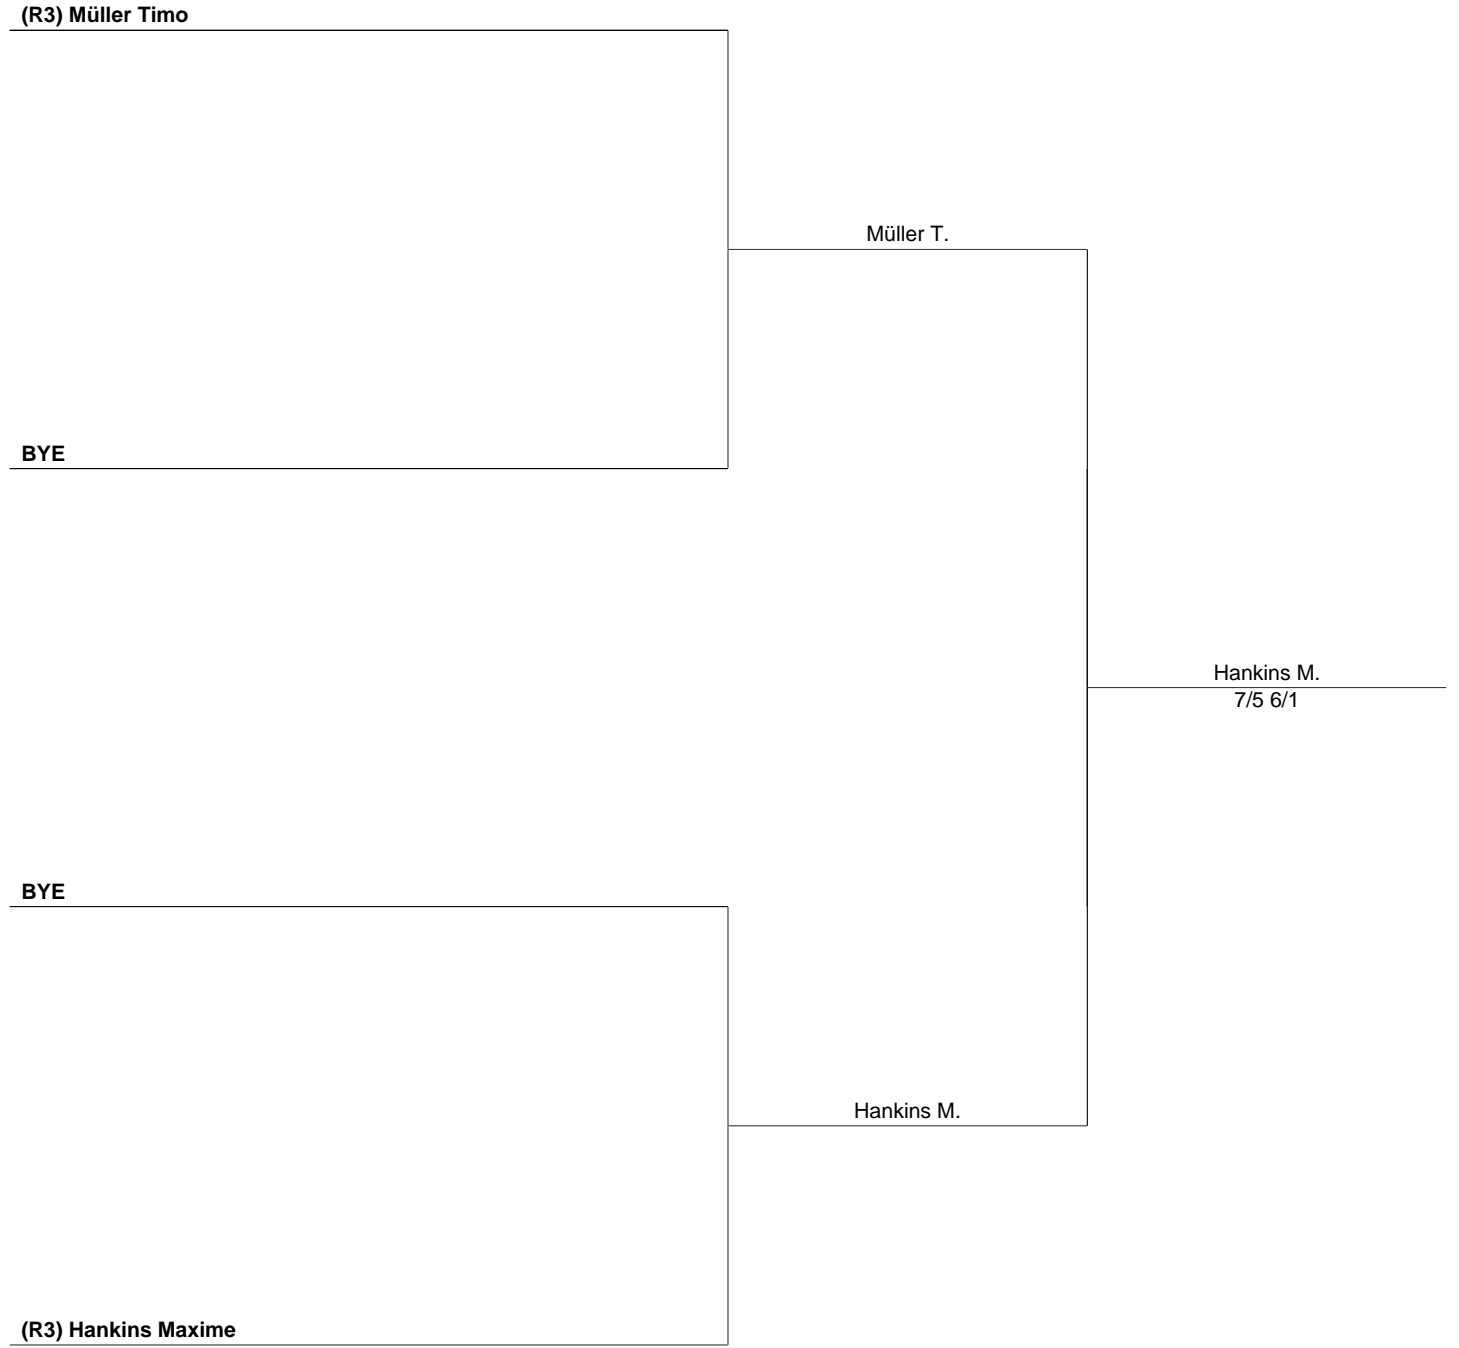 (R3) Müller Timo
Müller T.
BYE
Hankins M.
7/5 6/1
BYE
Hankins M.
(R3) Hankins Maxime